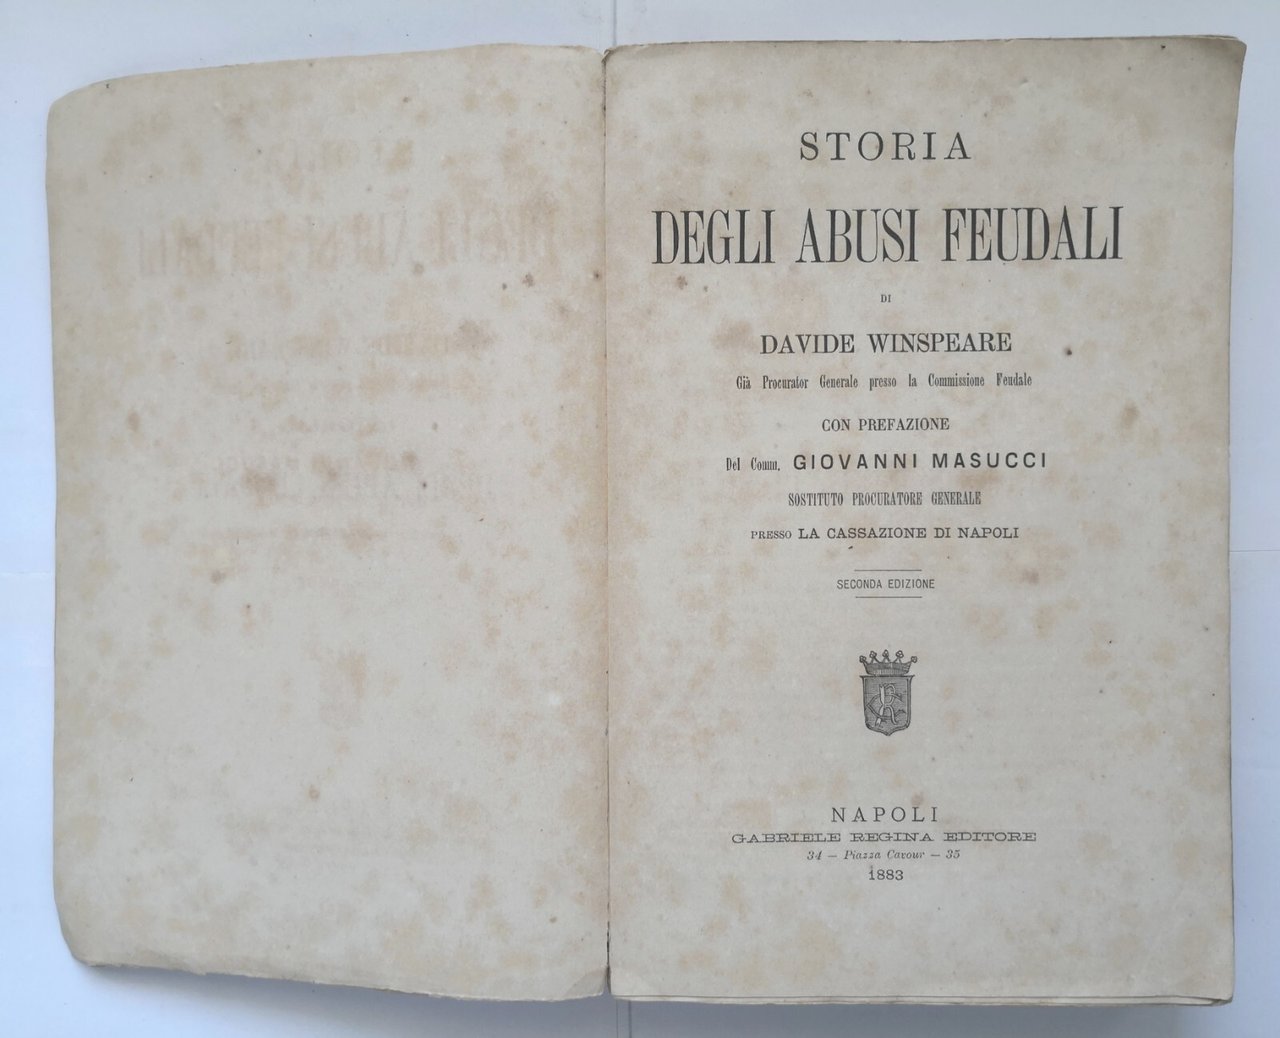 STORIA
DEGLI ABUSI FEUDALI
DI
DAVIDE WINSPEARE
Già Procurator Generale presso la Commissione Feudale
CON PREFAZIONE
Del Comm. GIOVANNI MASUCCI
SOSTITUTO PROCURATORE GENERALE
PRESSO LA CASSAZIONE DI NAPOLI
SECONDA EDIZIONE
NAPOLI
GABRIELE REGINA EDITORE
34 — Piazza Cavour — 35
1883